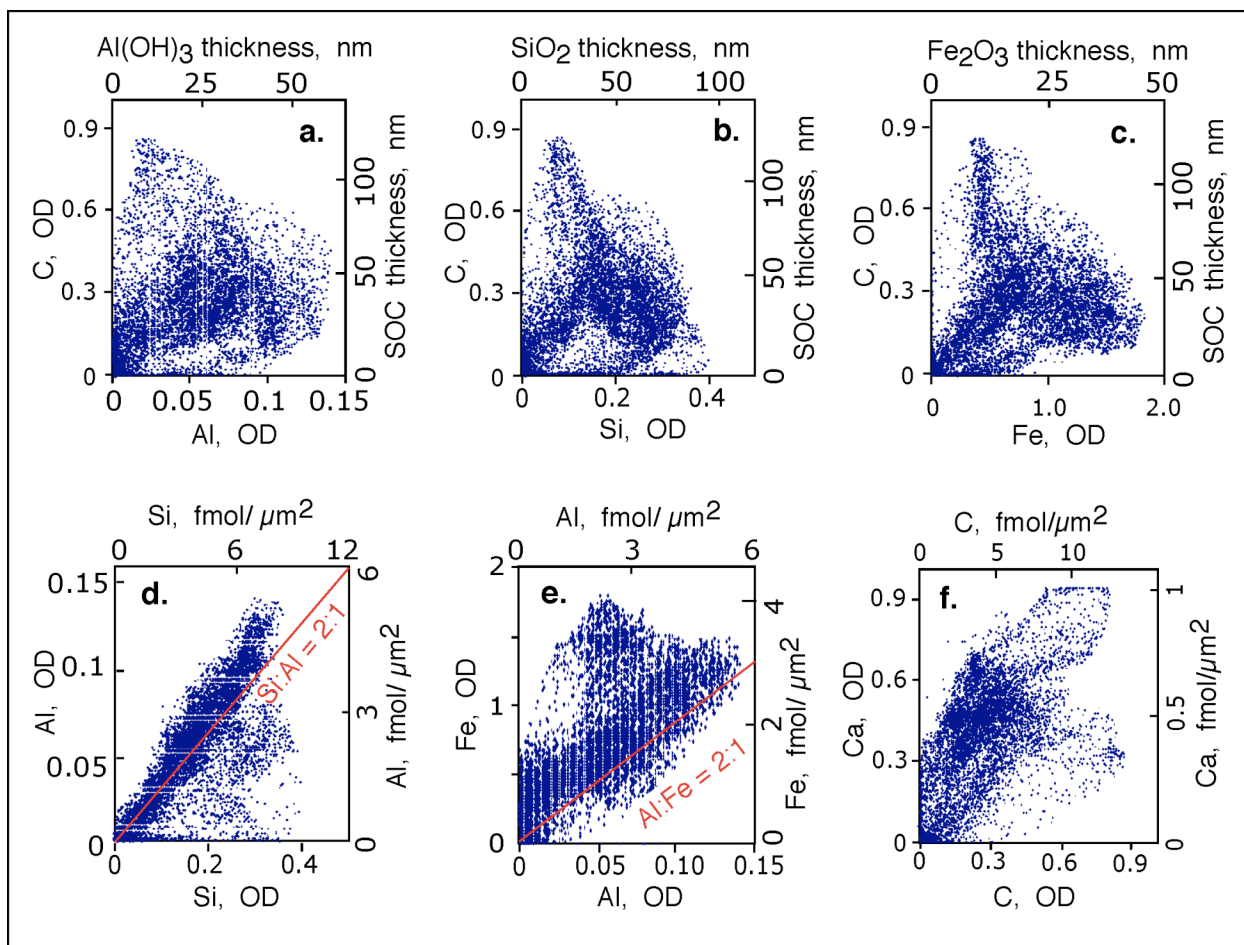 Al(OH)3 thickness, nm
0 25 50
a.
0.9
0.6
0.3
0
C, OD
100
50
0
SOC thickness, nm
0 0.05 0.1 0.15
Al, OD
SiO2 thickness, nm
0 50 100
b.
0.9
0.6
0.3
0
C, OD
100
50
0
SOC thickness, nm
0 0.2 0.4
Si, OD
Fe2O3 thickness, nm
0 25 50
c.
0.9
0.6
0.3
0
C, OD
100
50
0
SOC thickness, nm
0 1.0 2.0
Fe, OD
Si, fmol/ µm2
0 6 12
d.
0.15
0.1
0.05
0
Al, OD
Si:Al = 2:1
6
3
0
Al, fmol/ µm2
0 0.2 0.4
Si, OD
Al, fmol/ µm2
0 3 6
e.
2
1
0
Fe, OD
Al:Fe = 2:1
4
2
0
Fe, fmol/ µm2
0 0.05 0.10 0.15
Al, OD
C, fmol/µm2
0 5 10
f.
0.9
0.6
0.3
0
Ca, OD
1
0.5
0
Ca, fmol/µm2
0 0.3 0.6 0.9
C, OD